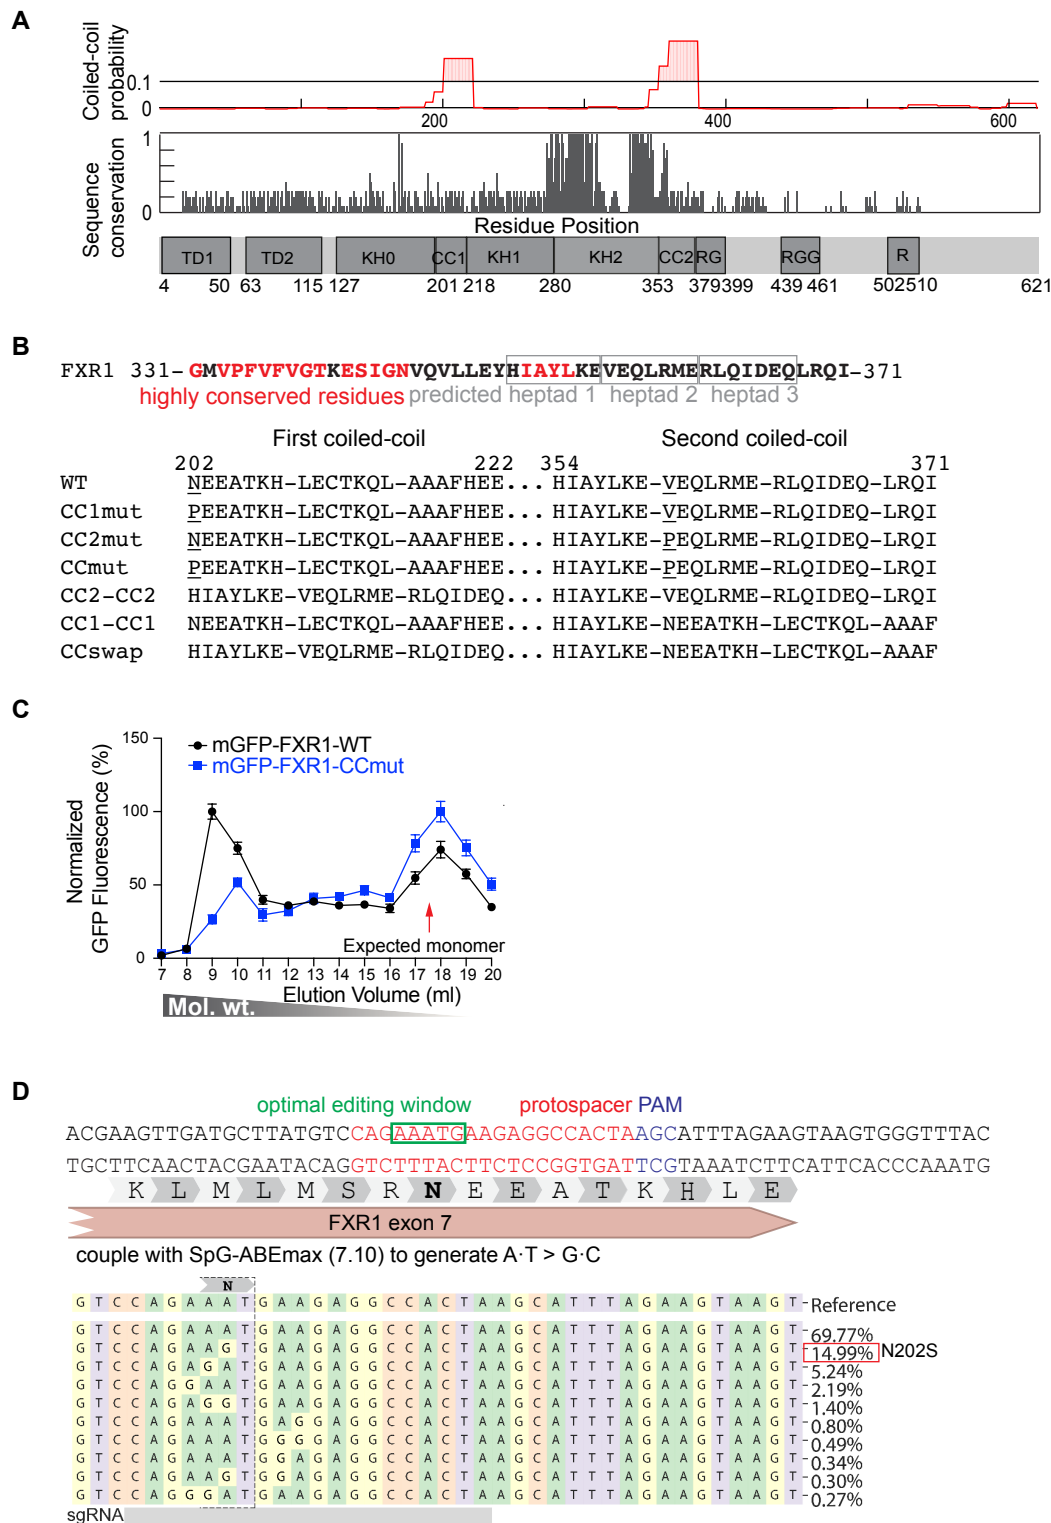 A
Coiled-coil probability
0.1
0
200 400 600
Sequence conservation
1
0
Residue Position
TD1 TD2 KH0 CC1 KH1 KH2 CC2 RG RGG R
4 50 63 115 127 201 218 280 353 379 399 439 461 502 510 621
B
FXR1 331-GMVPFVFVGTKESIGNVQVLLEYHIAYLKEVEQLRMERLQIDEQLRQI-371
highly conserved residues predicted heptad 1 heptad 2 heptad 3
First coiled-coil Second coiled-coil
202 222 354 371
WT NEEATKH-LECTKQL-AAAFHEE... HIAYLKE-VEQLRME-RLQIDEQ-LRQI
CC1mut PEEATKH-LECTKQL-AAAFHEE... HIAYLKE-VEQLRME-RLQIDEQ-LRQI
CC2mut NEEATKH-LECTKQL-AAAFHEE... HIAYLKE-PEQLRME-RLQIDEQ-LRQI
CCmut PEEATKH-LECTKQL-AAAFHEE... HIAYLKE-PEQLRME-RLQIDEQ-LRQI
CC2-CC2 HIAYLKE-VEQLRME-RLQIDEQ... HIAYLKE-VEQLRME-RLQIDEQ-LRQI
CC1-CC1 NEEATKH-LECTKQL-AAAFHEE... HIAYLKE-NEEATKH-LECTKQL-AAAF
CCswap HIAYLKE-VEQLRME-RLQIDEQ... HIAYLKE-NEEATKH-LECTKQL-AAAF
C
Normalized GFP Fluorescence (%)
150
100
50
0
mGFP-FXR1-WT
mGFP-FXR1-CCmut
Expected monomer
7 8 9 10 11 12 13 14 15 16 17 18 19 20
Elution Volume (ml)
Mol. wt.
D
optimal editing window protospacer PAM
ACGAAGTTGATGCTTATGTCCAGAAATGAAGAGGCCACTAAGCATTTAGAAGTAAGTGGGTTTAC
TGCTTCAACTACGAATACAGGTCTTTACTTCTCCGGTGATTCGTAAATCTTCATTCACCCAAATG
K L M L M S R N E E A T K H L E
FXR1 exon 7
couple with SpG-ABEmax (7.10) to generate A·T > G·C
N
G T C C A G A A A T G A A G A G G C C A C T A A G C A T T T A G A A G T A A G T Reference
G T C C A G A A A T G A A G A G G C C A C T A A G C A T T T A G A A G T A A G T 69.77%
G T C C A G A A G T G A A G A G G C C A C T A A G C A T T T A G A A G T A A G T 14.99% N202S
G T C C A G A G A T G A A G A G G C C A C T A A G C A T T T A G A A G T A A G T 5.24%
G T C C A G G A A T G A A G A G G C C A C T A A G C A T T T A G A A G T A A G T 2.19%
G T C C A G A G G T G A A G A G G C C A C T A A G C A T T T A G A A G T A A G T 1.40%
G T C C A G A A A T G A G G A G G C C A C T A A G C A T T T A G A A G T A A G T 0.80%
G T C C A G A A A T G G G G A G G C C A C T A A G C A T T T A G A A G T A A G T 0.49%
G T C C A G A A A T G G A G A G G C C A C T A A G C A T T T A G A A G T A A G T 0.34%
G T C C A G A A G T G G A G A G G C C A C T A A G C A T T T A G A A G T A A G T 0.30%
G T C C A G G G A T G A A G A G G C C A C T A A G C A T T T A G A A G T A A G T 0.27%
sgRNA